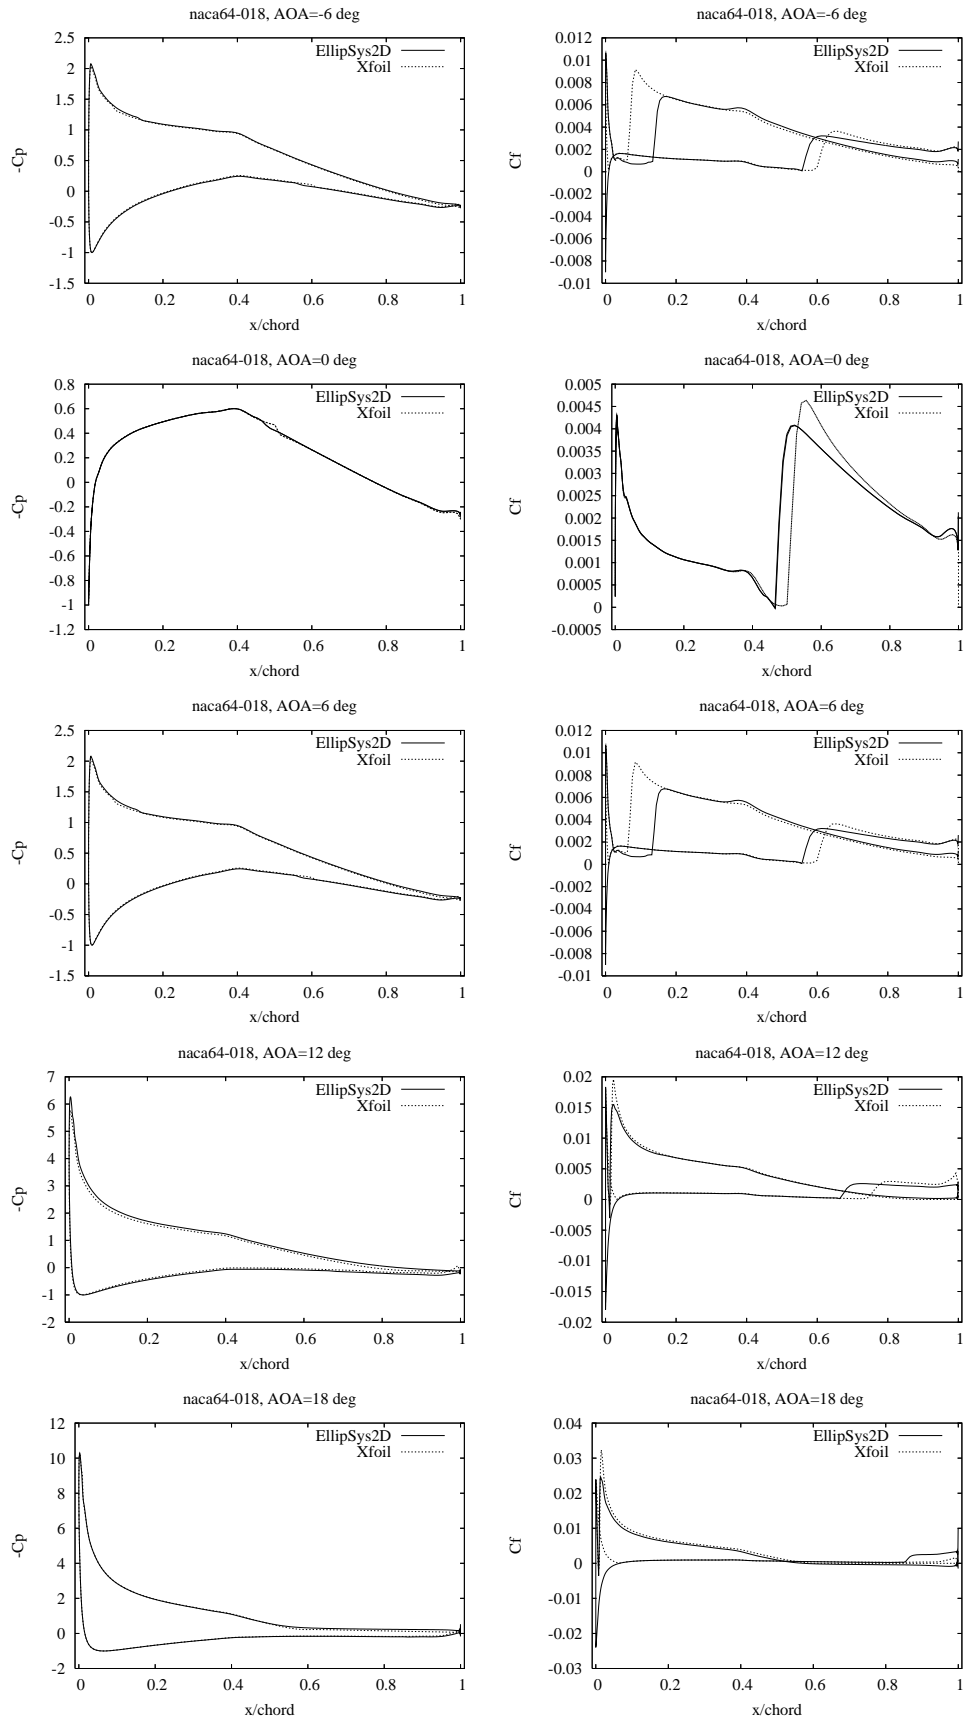 naca64-018, AOA=-6 deg
2.5
2
1.5
1
0.5
0
-0.5
-1
-1.5
-Cp
EllipSys2D
Xfoil
0 0.2 0.4 0.6 0.8 1
x/chord
naca64-018, AOA=-6 deg
0.012
0.01
0.008
0.006
0.004
0.002
0
-0.002
-0.004
-0.006
-0.008
-0.01
Cf
EllipSys2D
Xfoil
0 0.2 0.4 0.6 0.8 1
x/chord
naca64-018, AOA=0 deg
0.8
0.6
0.4
0.2
0
-0.2
-0.4
-0.6
-0.8
-1
-1.2
-Cp
EllipSys2D
Xfoil
0 0.2 0.4 0.6 0.8 1
x/chord
naca64-018, AOA=0 deg
0.005
0.0045
0.004
0.0035
0.003
0.0025
0.002
0.0015
0.001
0.0005
0
-0.0005
Cf
EllipSys2D
Xfoil
0 0.2 0.4 0.6 0.8 1
x/chord
naca64-018, AOA=6 deg
2.5
2
1.5
1
0.5
0
-0.5
-1
-1.5
-Cp
EllipSys2D
Xfoil
0 0.2 0.4 0.6 0.8 1
x/chord
naca64-018, AOA=6 deg
0.012
0.01
0.008
0.006
0.004
0.002
0
-0.002
-0.004
-0.006
-0.008
-0.01
Cf
EllipSys2D
Xfoil
0 0.2 0.4 0.6 0.8 1
x/chord
naca64-018, AOA=12 deg
7
6
5
4
3
2
1
0
-1
-2
-Cp
EllipSys2D
Xfoil
0 0.2 0.4 0.6 0.8 1
x/chord
naca64-018, AOA=12 deg
0.02
0.015
0.01
0.005
0
-0.005
-0.01
-0.015
-0.02
Cf
EllipSys2D
Xfoil
0 0.2 0.4 0.6 0.8 1
x/chord
naca64-018, AOA=18 deg
12
10
8
6
4
2
0
-2
-Cp
EllipSys2D
Xfoil
0 0.2 0.4 0.6 0.8 1
x/chord
naca64-018, AOA=18 deg
0.04
0.03
0.02
0.01
0
-0.01
-0.02
-0.03
Cf
EllipSys2D
Xfoil
0 0.2 0.4 0.6 0.8 1
x/chord